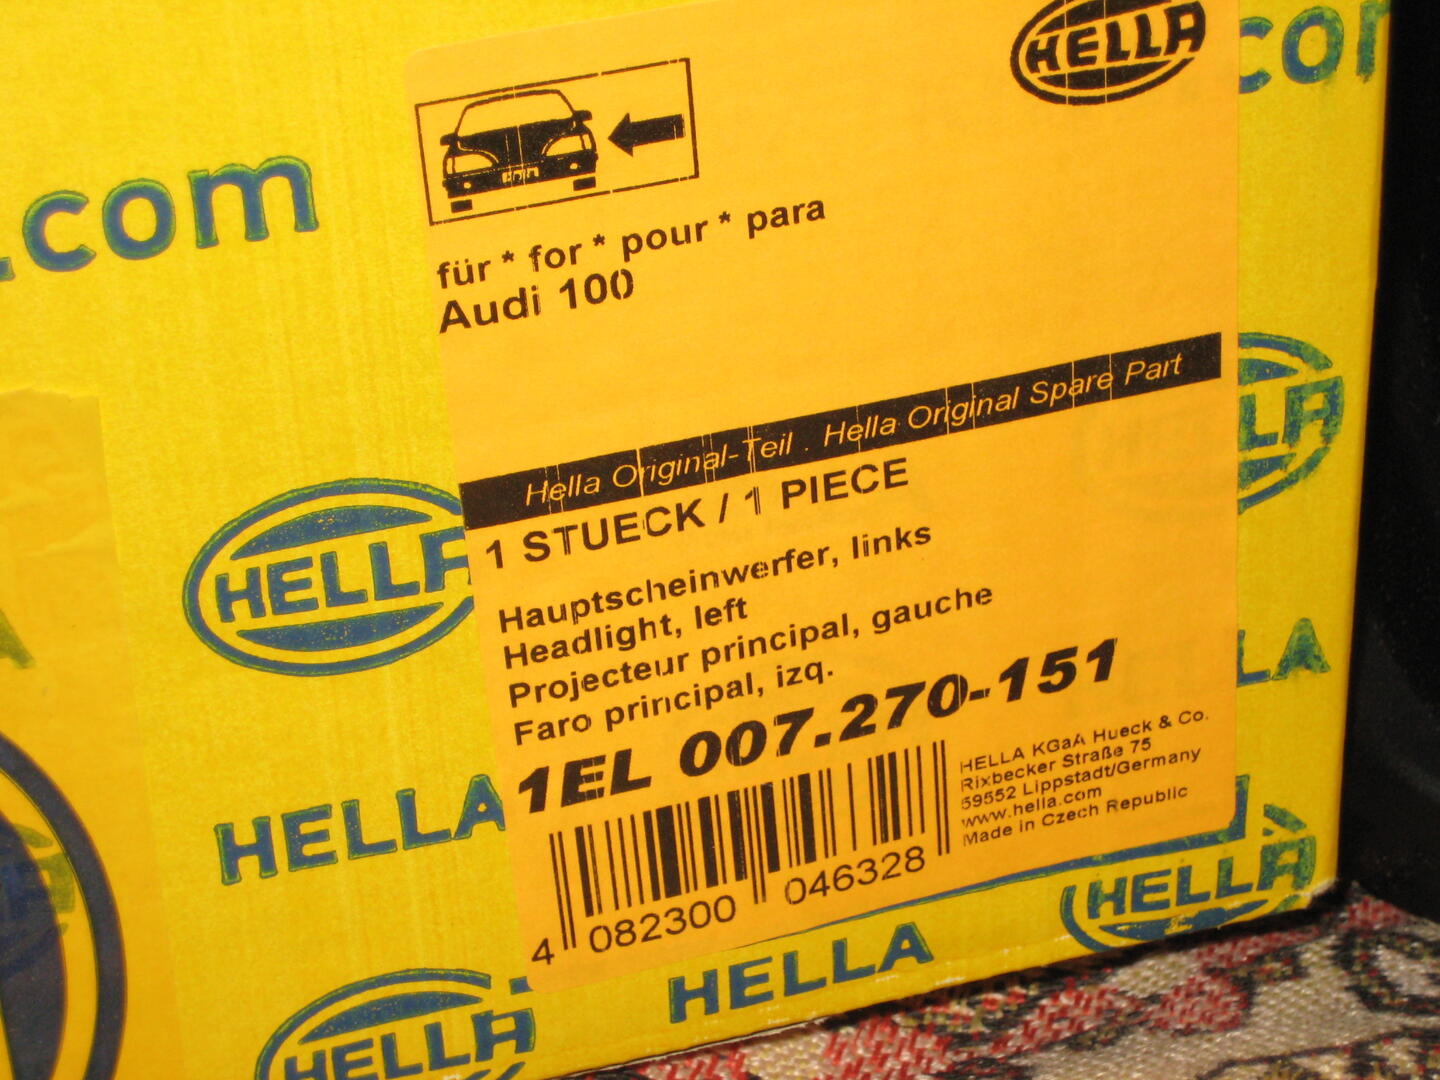 HELLA
.com
für * for * pour * para
Audi 100
Hella Original-Teil . Hella Original Spare Part
1 STUECK / 1 PIECE
Hauptscheinwerfer, links
Headlight, left
Projecteur principal, gauche
Faro principal, izq.
1EL 007.270-151
HELLA KGaA Hueck & Co.
Rixbecker Straße 75
59552 Lippstadt/Germany
www.hella.com
Made in Czech Republic
4 082300 046328
HELLA
HELLA
HELLA
HELLA
HELLA